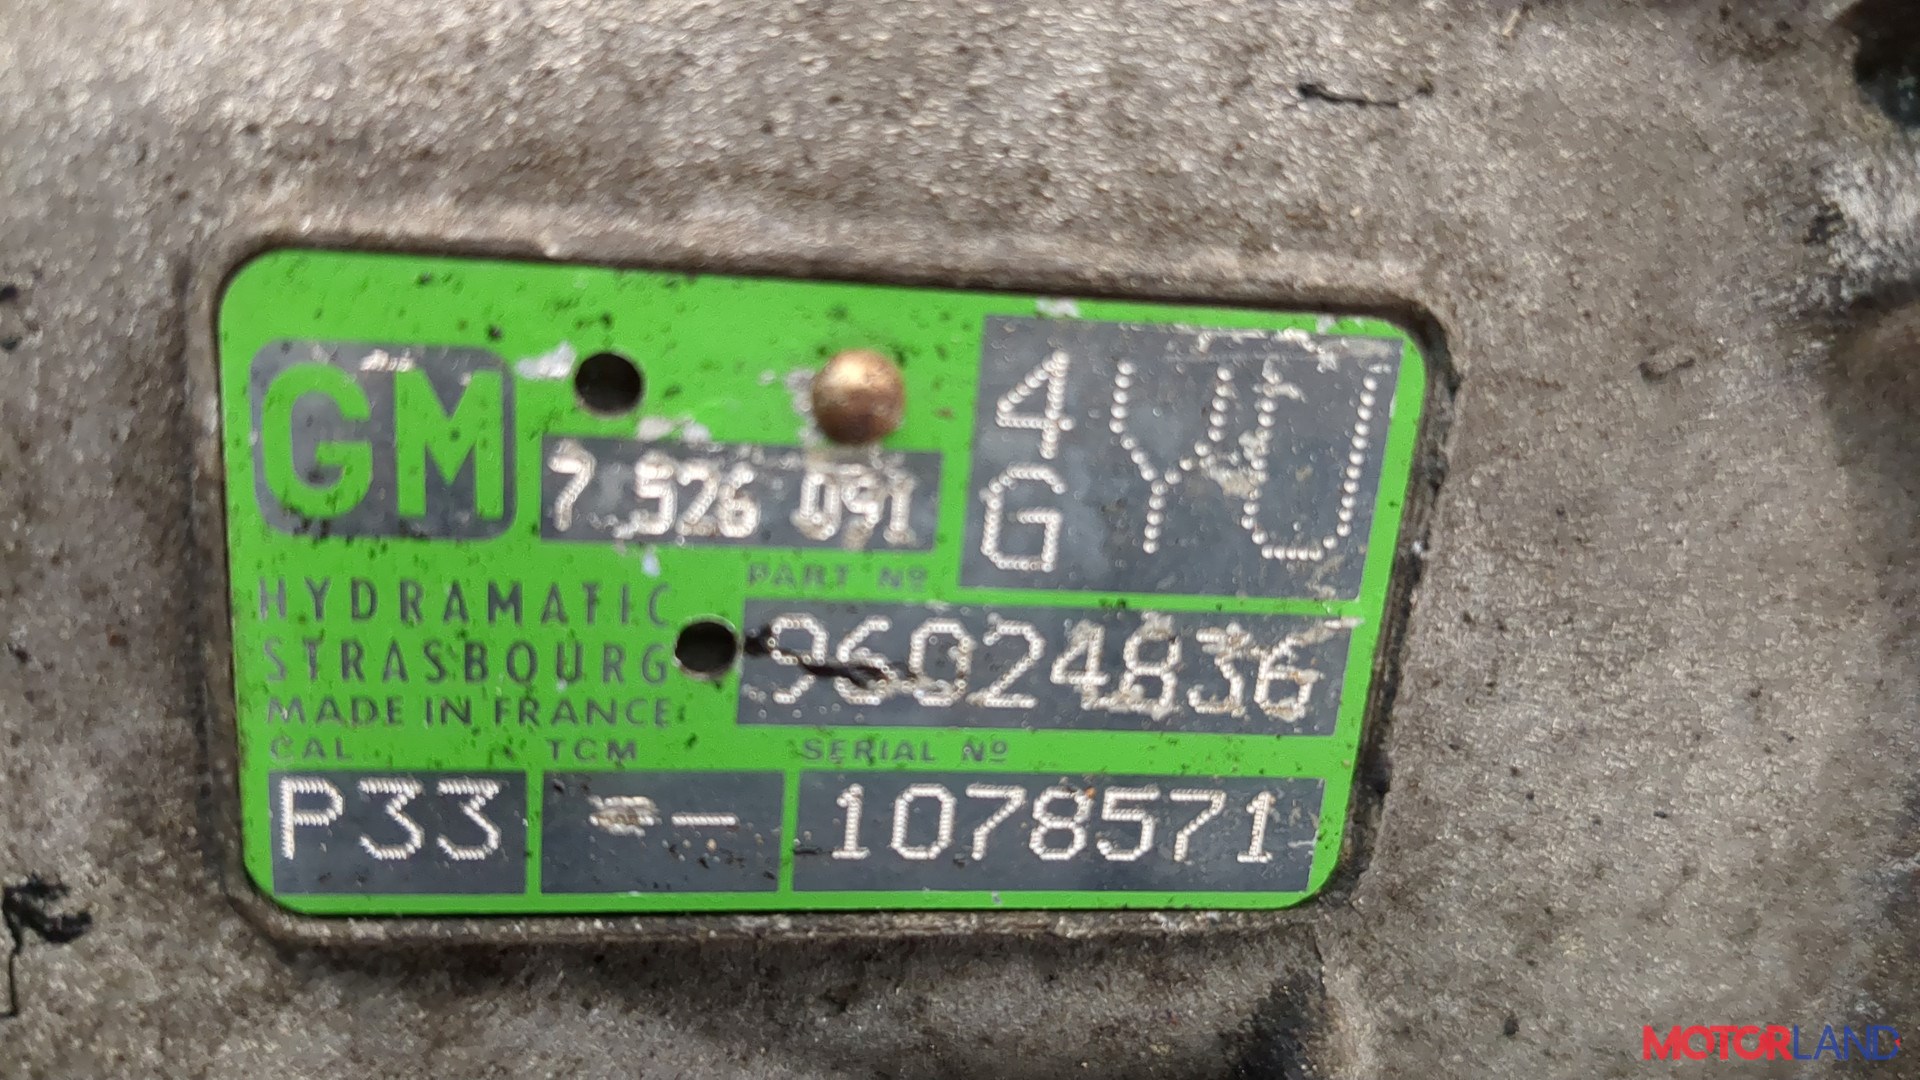 GM
7 526 091
4 YU
G
PART Nº
HYDRAMATIC
STRASBOURG
96024836
MADE IN FRANCE
CAL TCM SERIAL Nº
P33 -- 1078571
MOTORLAND